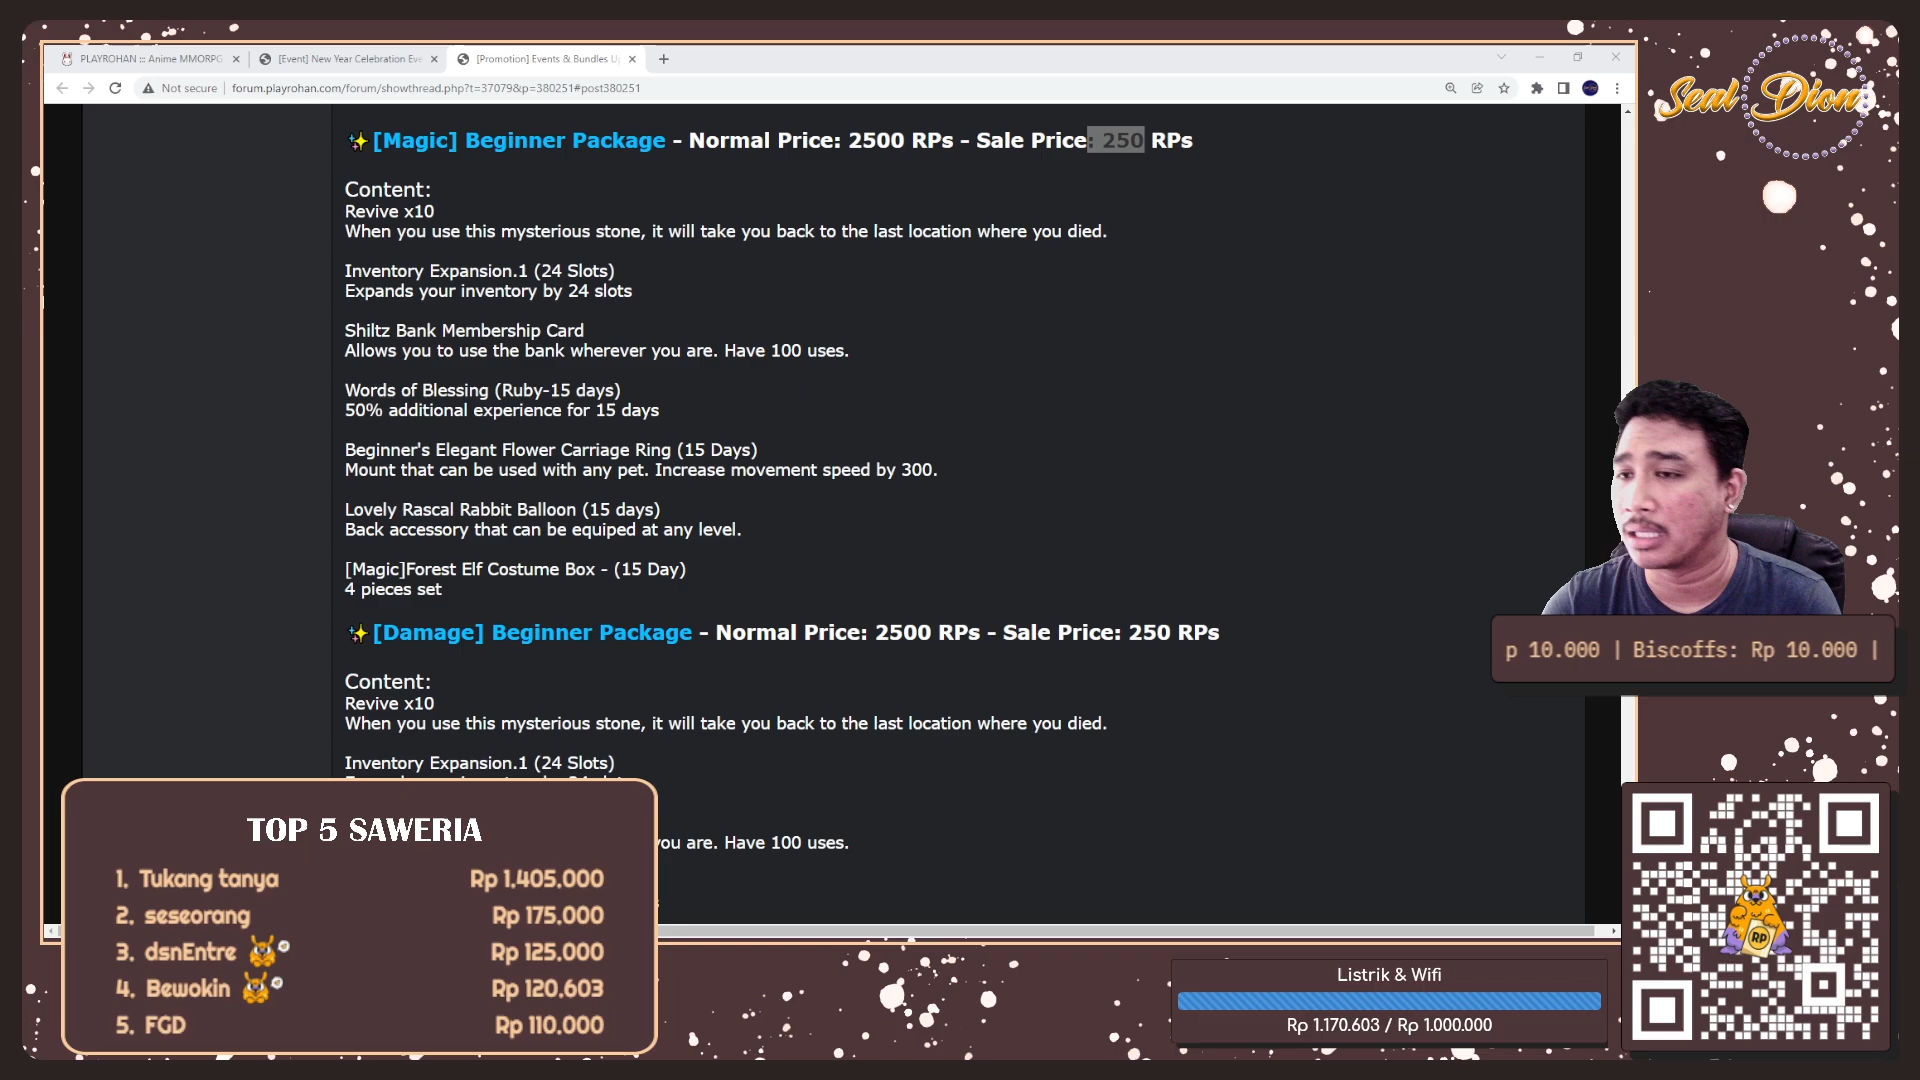 PLAYROHAN ::: Anime MMORPG
[Event] New Year Celebration Eve
[Promotion] Events & Bundles U
Not secure
forum.playrohan.com/forum/showthread.php?t=37079&p=380251#post380251
Seal Dion
[Magic] Beginner Package - Normal Price: 2500 RPs - Sale Price: 250 RPs
Content:
Revive x10
When you use this mysterious stone, it will take you back to the last location where you died.
Inventory Expansion.1 (24 Slots)
Expands your inventory by 24 slots
Shiltz Bank Membership Card
Allows you to use the bank wherever you are. Have 100 uses.
Words of Blessing (Ruby-15 days)
50% additional experience for 15 days
Beginner's Elegant Flower Carriage Ring (15 Days)
Mount that can be used with any pet. Increase movement speed by 300.
Lovely Rascal Rabbit Balloon (15 days)
Back accessory that can be equiped at any level.
[Magic]Forest Elf Costume Box - (15 Day)
4 pieces set
[Damage] Beginner Package - Normal Price: 2500 RPs - Sale Price: 250 RPs
Content:
Revive x10
When you use this mysterious stone, it will take you back to the last location where you died.
Inventory Expansion.1 (24 Slots)
you are. Have 100 uses.
p 10.000 | Biscoffs: Rp 10.000 |
TOP 5 SAWERIA
1. Tukang tanya Rp 1.405.000
2. seseorang Rp 175.000
3. dsnEntre Rp 125.000
4. Bewokin Rp 120.603
5. FGD Rp 110.000
Listrik & Wifi
Rp 1.170.603 / Rp 1.000.000
RP